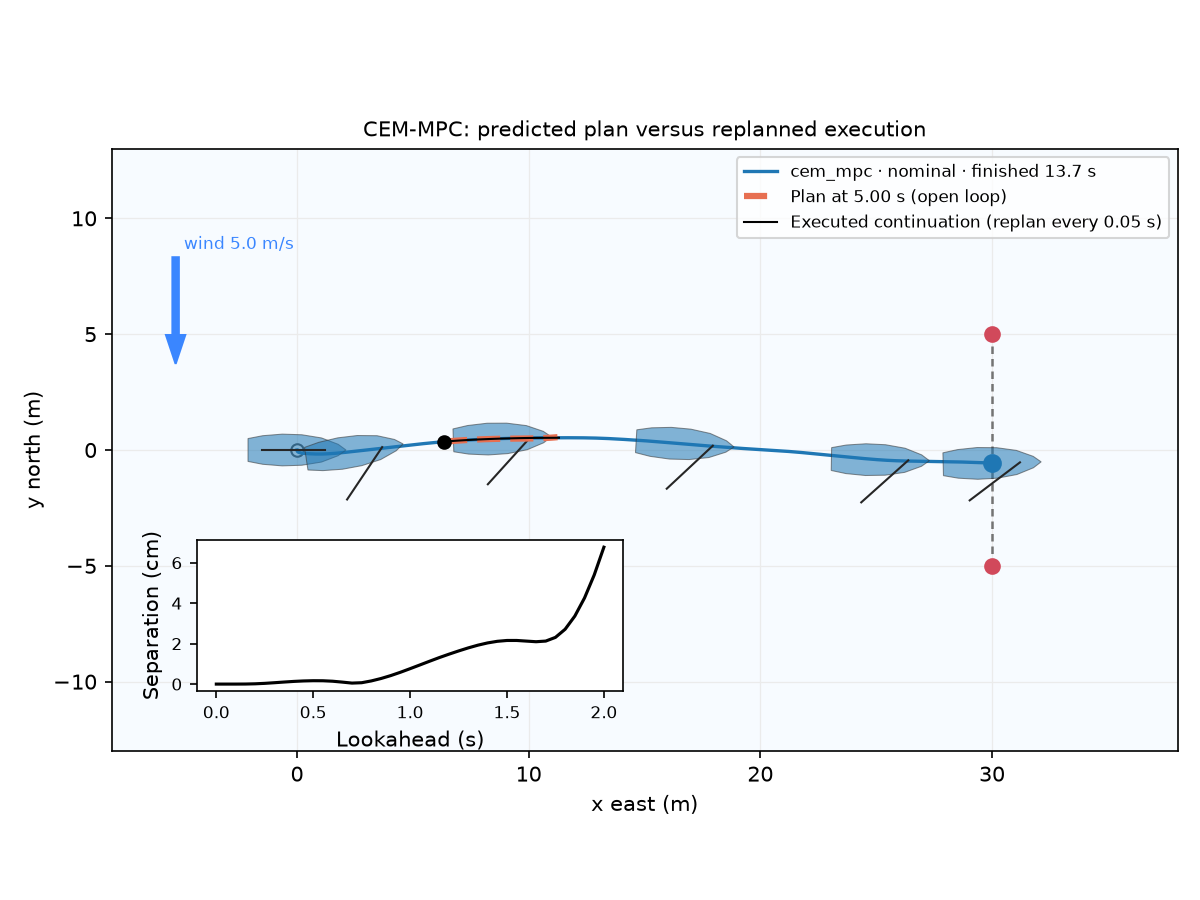 CEM-MPC: predicted plan versus replanned execution
cem_mpc · nominal · finished 13.7 s
Plan at 5.00 s (open loop)
Executed continuation (replan every 0.05 s)
wind 5.0 m/s
y north (m)
10
5
0
−5
−10
Separation (cm)
6
4
2
0
0.0 0.5 1.0 1.5 2.0
Lookahead (s)
0 10 20 30
x east (m)